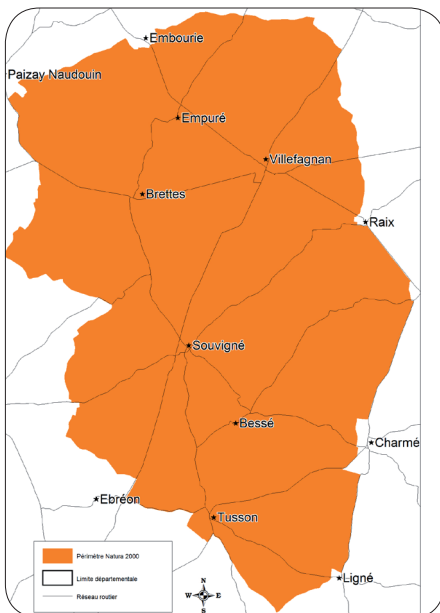 Embourie
Paizay Naudouin
Empuré
Villefagnan
Brettes
Raix
Souvigné
Bessé
Charmé
Ebréon
Tusson
Périmètre Natura 2000
Limite départementale
Réseau routier
Ligné
N
W E
S